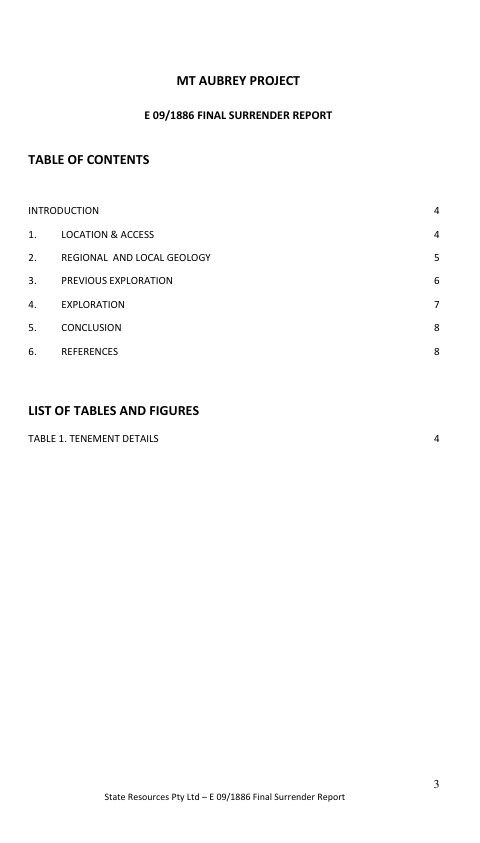 MT AUBREY PROJECT
E 09/1886 FINAL SURRENDER REPORT
TABLE OF CONTENTS
INTRODUCTION 4
1. LOCATION & ACCESS 4
2. REGIONAL AND LOCAL GEOLOGY 5
3. PREVIOUS EXPLORATION 6
4. EXPLORATION 7
5. CONCLUSION 8
6. REFERENCES 8
LIST OF TABLES AND FIGURES
TABLE 1. TENEMENT DETAILS 4
3
State Resources Pty Ltd – E 09/1886 Final Surrender Report